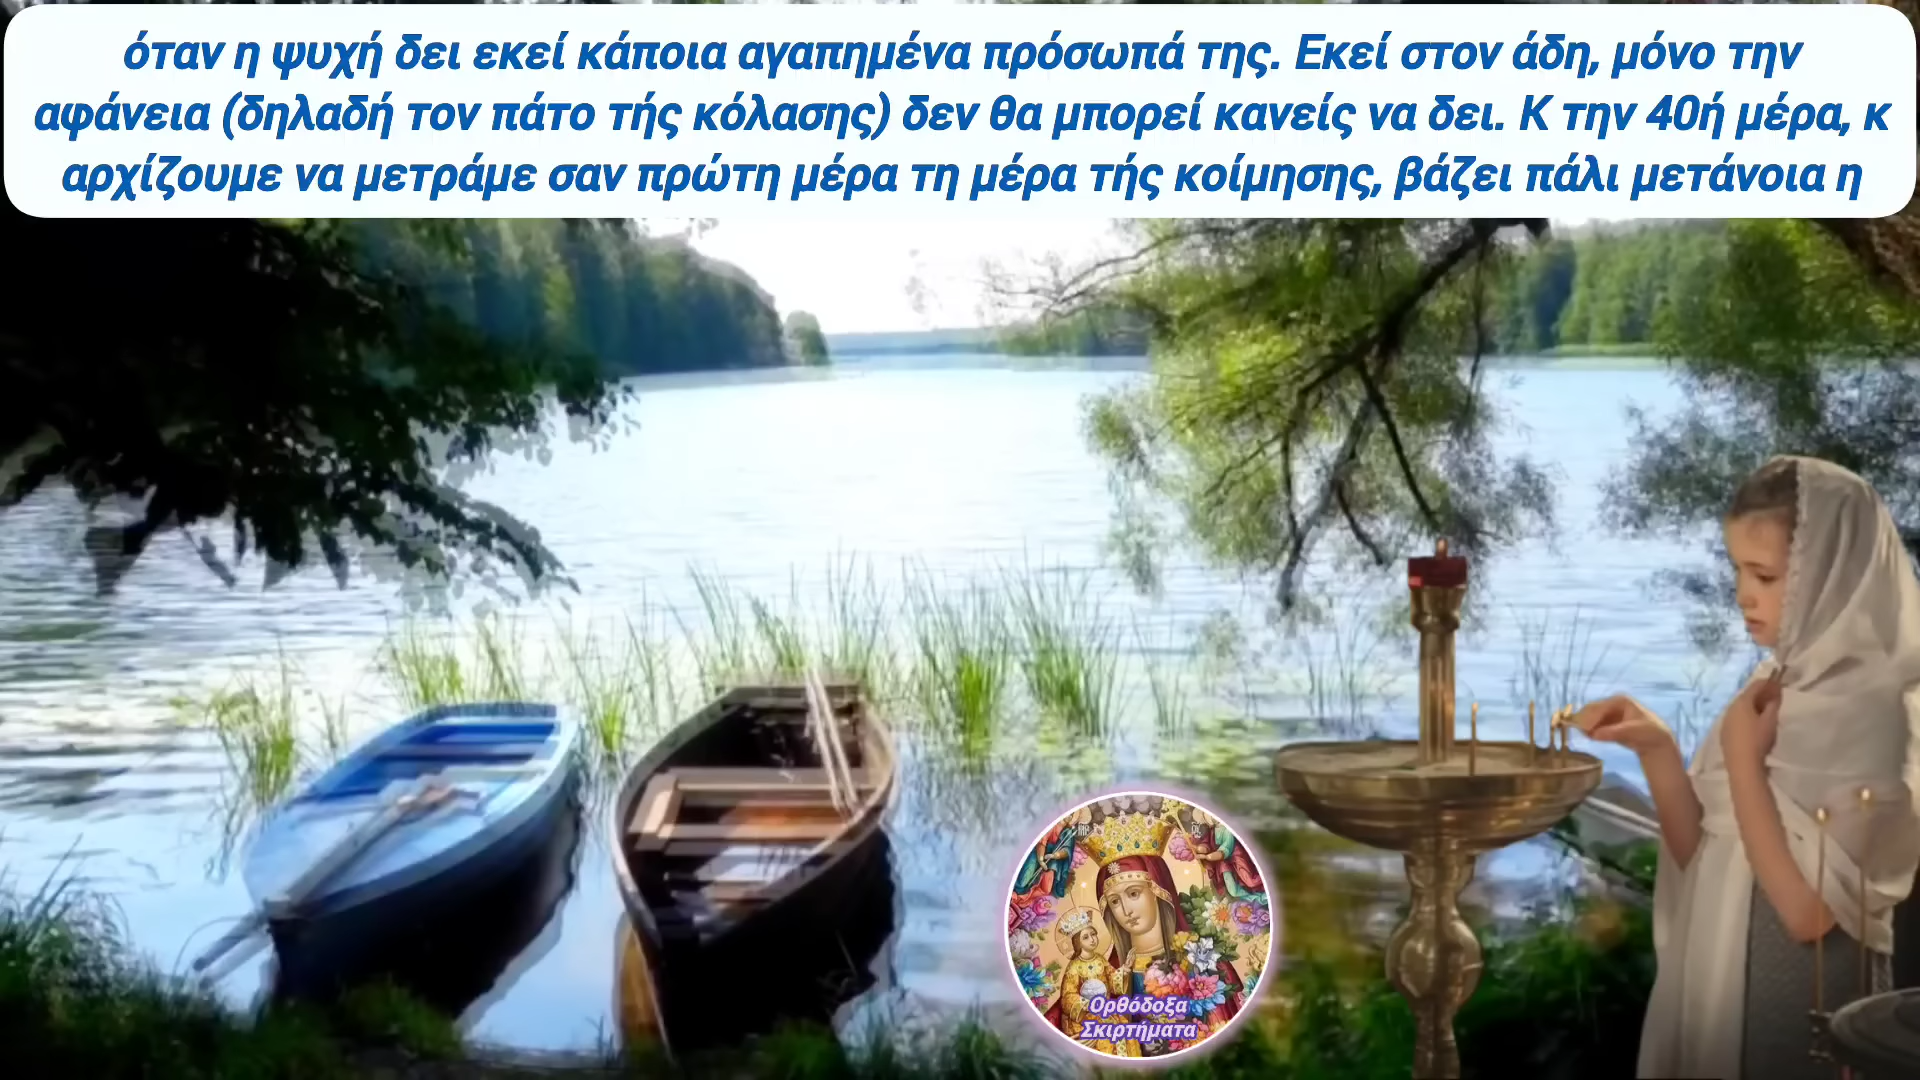 όταν η ψυχή δει εκεί κάποια αγαπημένα πρόσωπά της. Εκεί στον άδη, μόνο την
αφάνεια (δηλαδή τον πάτο τής κόλασης) δεν θα μπορεί κανείς να δει. Κ την 40ή μέρα, κ
αρχίζουμε να μετράμε σαν πρώτη μέρα τη μέρα τής κοίμησης, βάζει πάλι μετάνοια η
Ορθόδοξα
Σκιρτήματα